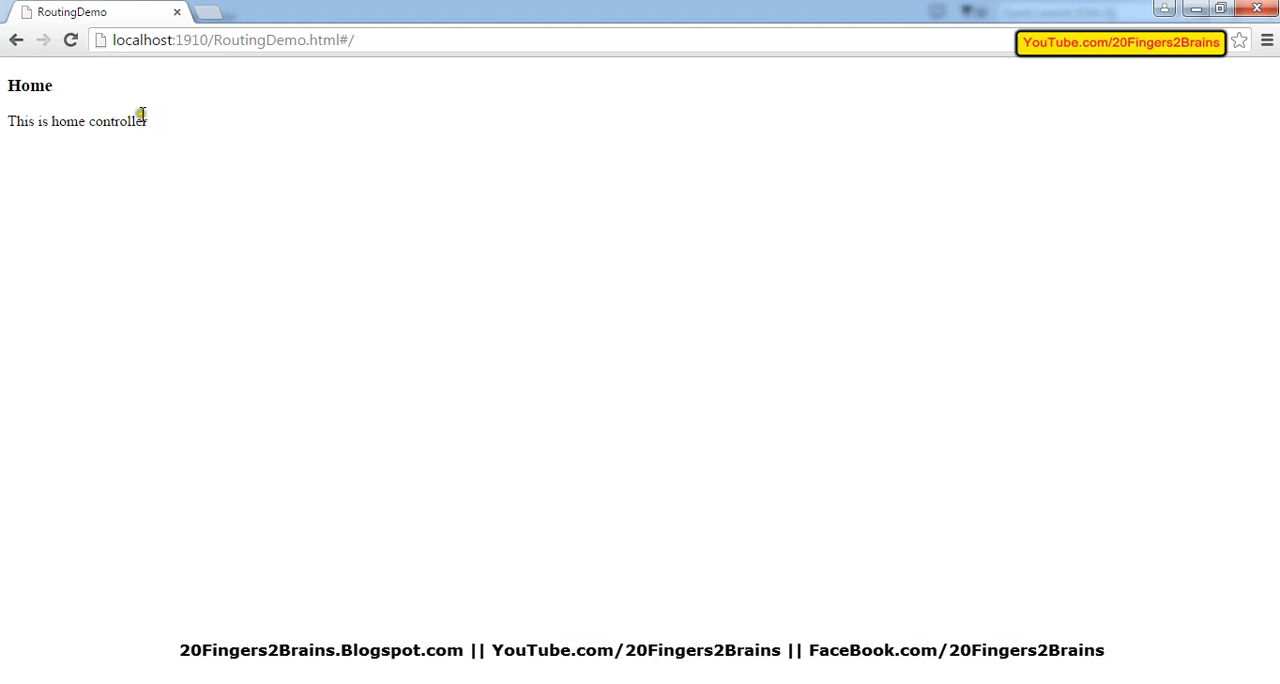 RoutingDemo
localhost:1910/RoutingDemo.html#/
YouTube.com/20Fingers2Brains
Home
This is home controller
20Fingers2Brains.Blogspot.com || YouTube.com/20Fingers2Brains || FaceBook.com/20Fingers2Brains